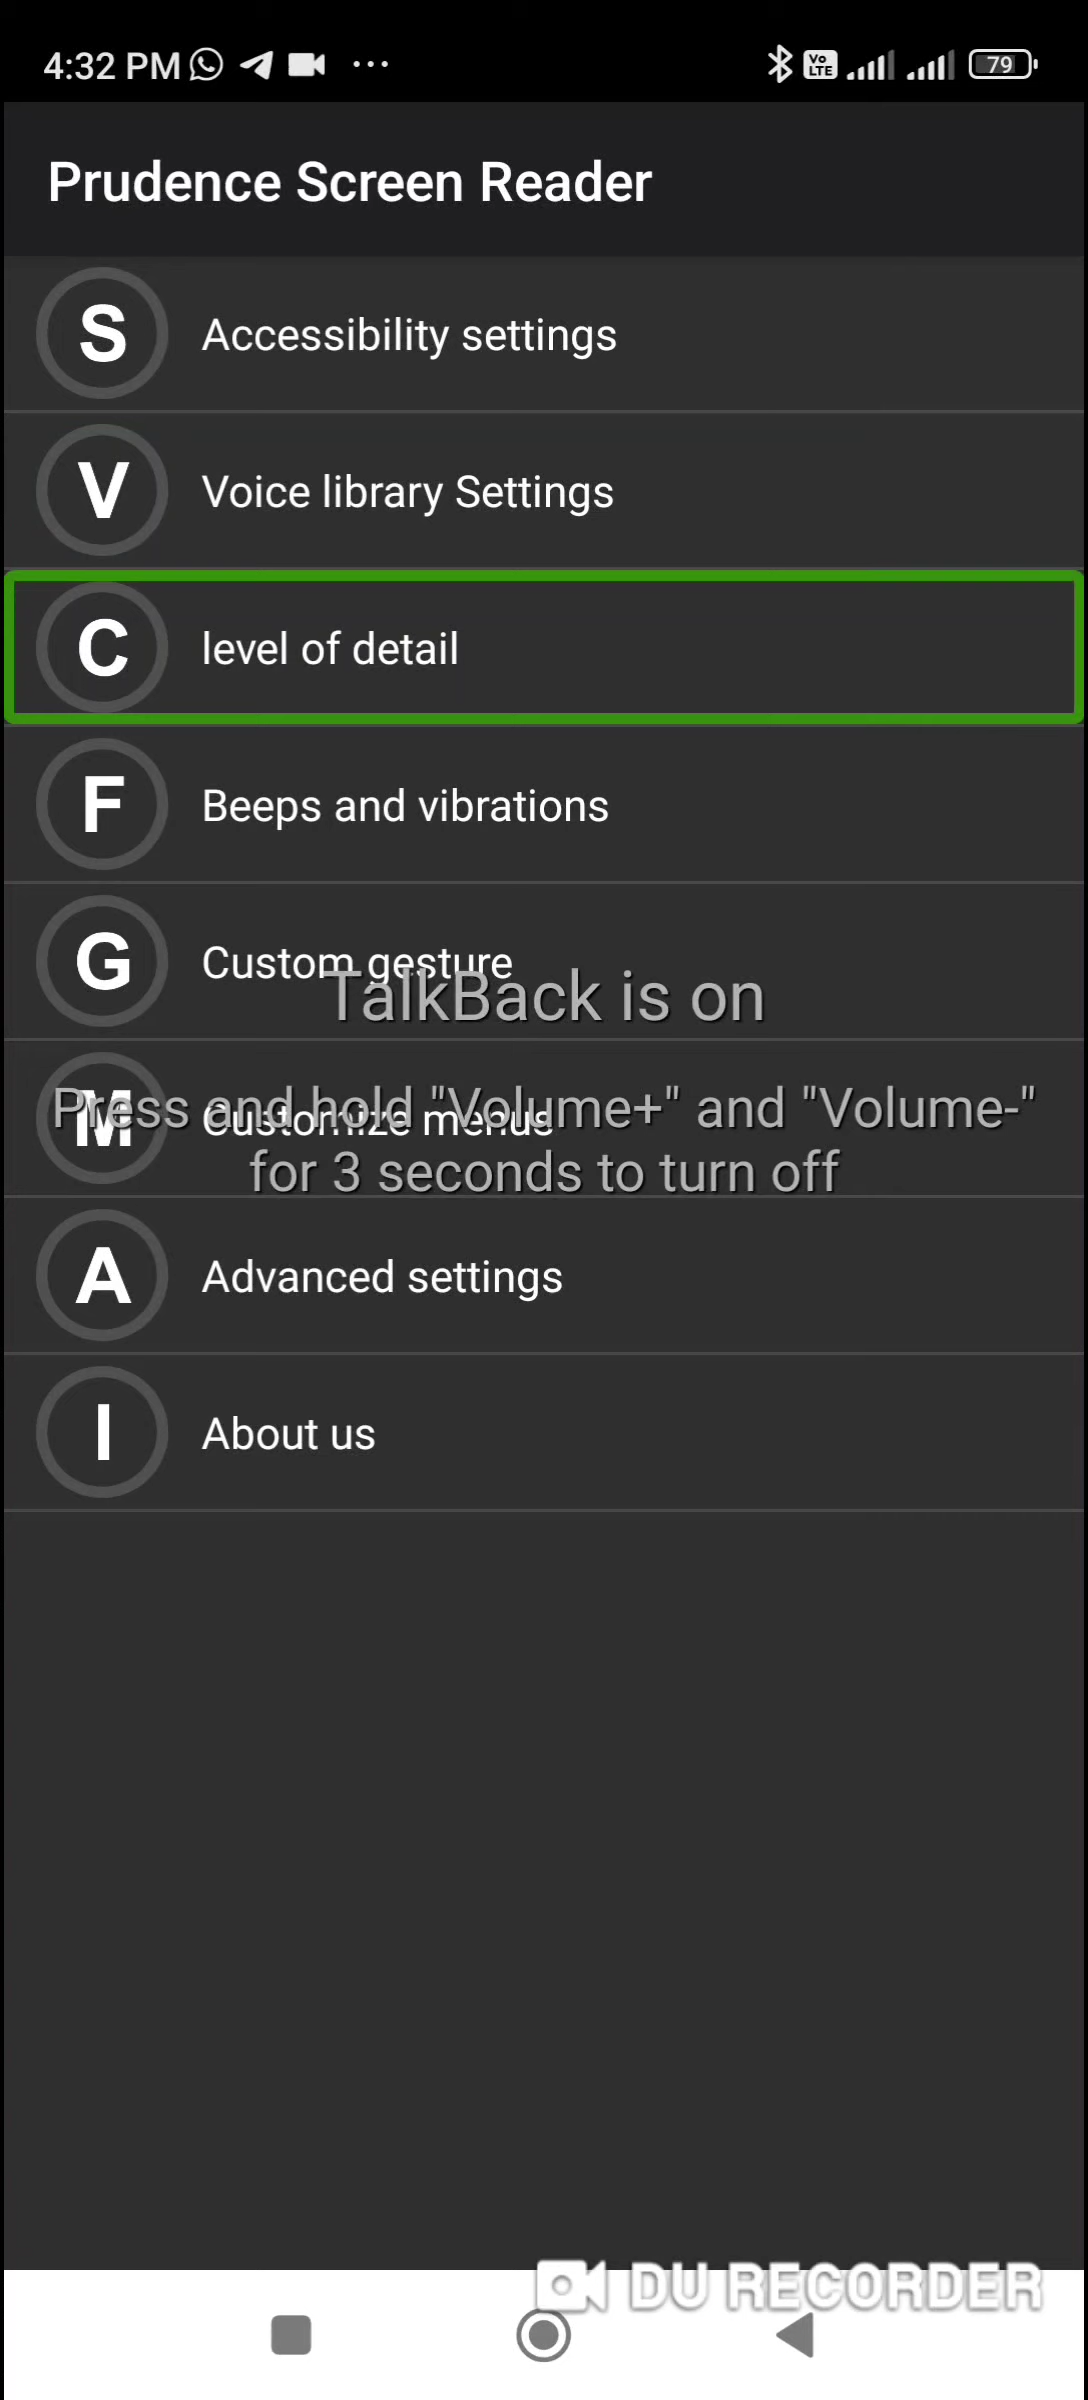 4:32 PM
Vo LTE
79
Prudence Screen Reader
S Accessibility settings
V Voice library Settings
C level of detail
F Beeps and vibrations
G Custom gesture
TalkBack is on
M Customize menus
Press and hold "Volume+" and "Volume-"
for 3 seconds to turn off
A Advanced settings
I About us
DU RECORDER